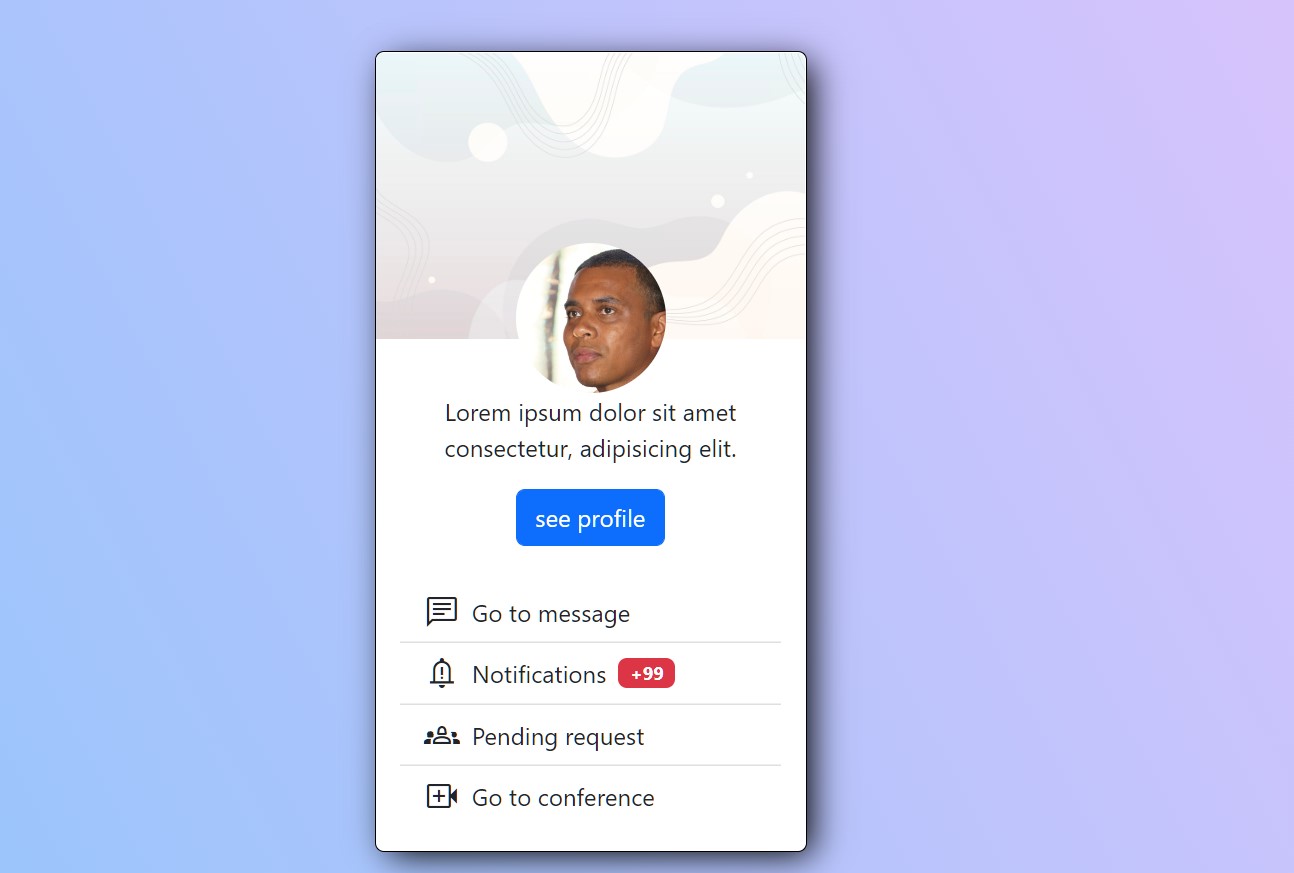 Lorem ipsum dolor sit amet
consectetur, adipisicing elit.
see profile
Go to message
Notifications +99
Pending request
Go to conference